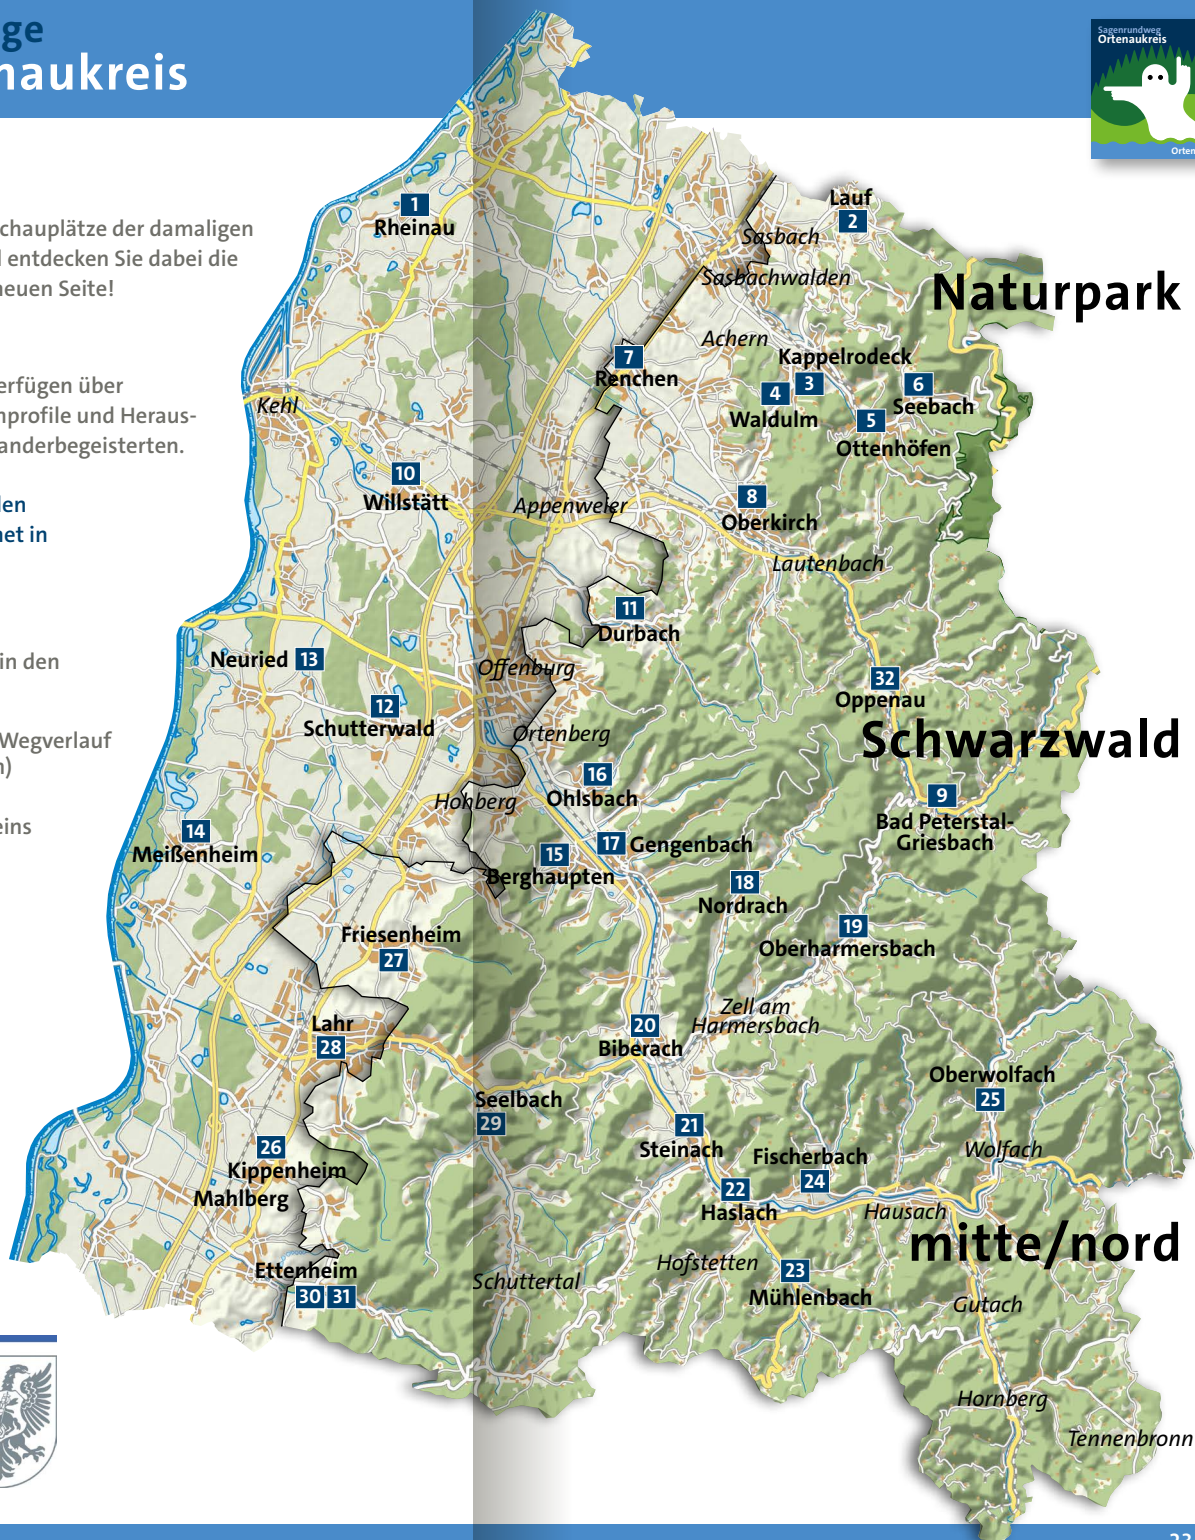 ge
naukreis
Sagenrundweg
Ortenaukreis
chauplätze der damaligen
entdecken Sie dabei die
neuen Seite!
erfügen über
nprofile und Heraus-
anderbegeisterten.
den
net in
in den
Wegverlauf
n)
eins
1
Rheinau
Lauf
2
Sasbach
Sasbachwalden
Naturpark
Achern
7
Renchen
Kappelrodeck
3
4
Waldulm
6
Seebach
5
Ottenhöfen
Kehl
10
Willstätt
Appenweier
8
Oberkirch
Lautenbach
11
Durbach
Neuried 13
Offenburg
32
Oppenau
12
Schutterwald
Ortenberg
Schwarzwald
16
Ohlsbach
Hohberg
9
Bad Peterstal-
Griesbach
14
Meißenheim
17 Gengenbach
15
Berghaupten
18
Nordrach
19
Oberharmersbach
Friesenheim
27
Zell am
Harmersbach
Lahr
28
20
Biberach
Oberwolfach
25
Seelbach
29
21
Steinach
Fischerbach
24
Wolfach
26
Kippenheim
Mahlberg
22
Haslach
Hausach
mitte/nord
Ettenheim
30 31
Schuttertal
Hofstetten
23
Mühlenbach
Gutach
Hornberg
Tennenbronn